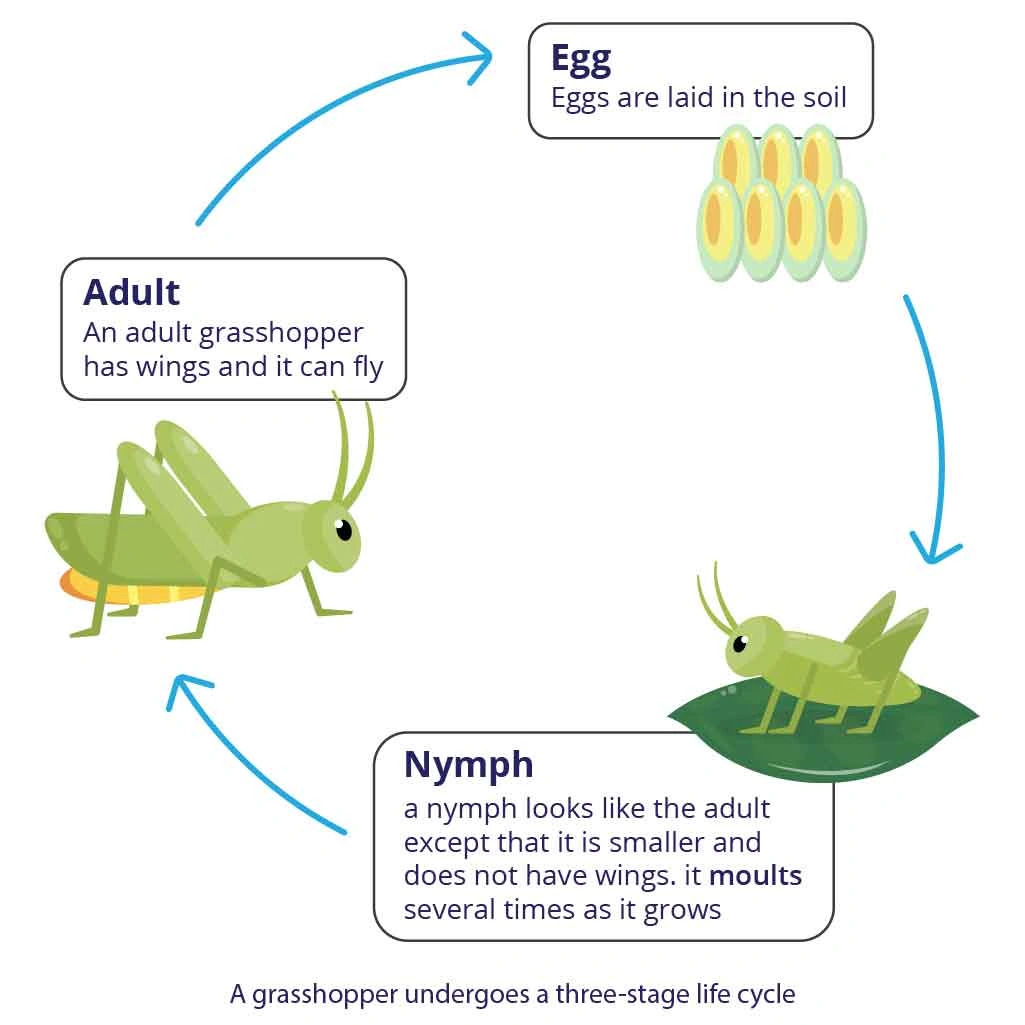 Egg
Eggs are laid in the soil
Adult
An adult grasshopper
has wings and it can fly
Nymph
a nymph looks like the adult
except that it is smaller and
does not have wings. it moults
several times as it grows
A grasshopper undergoes a three-stage life cycle